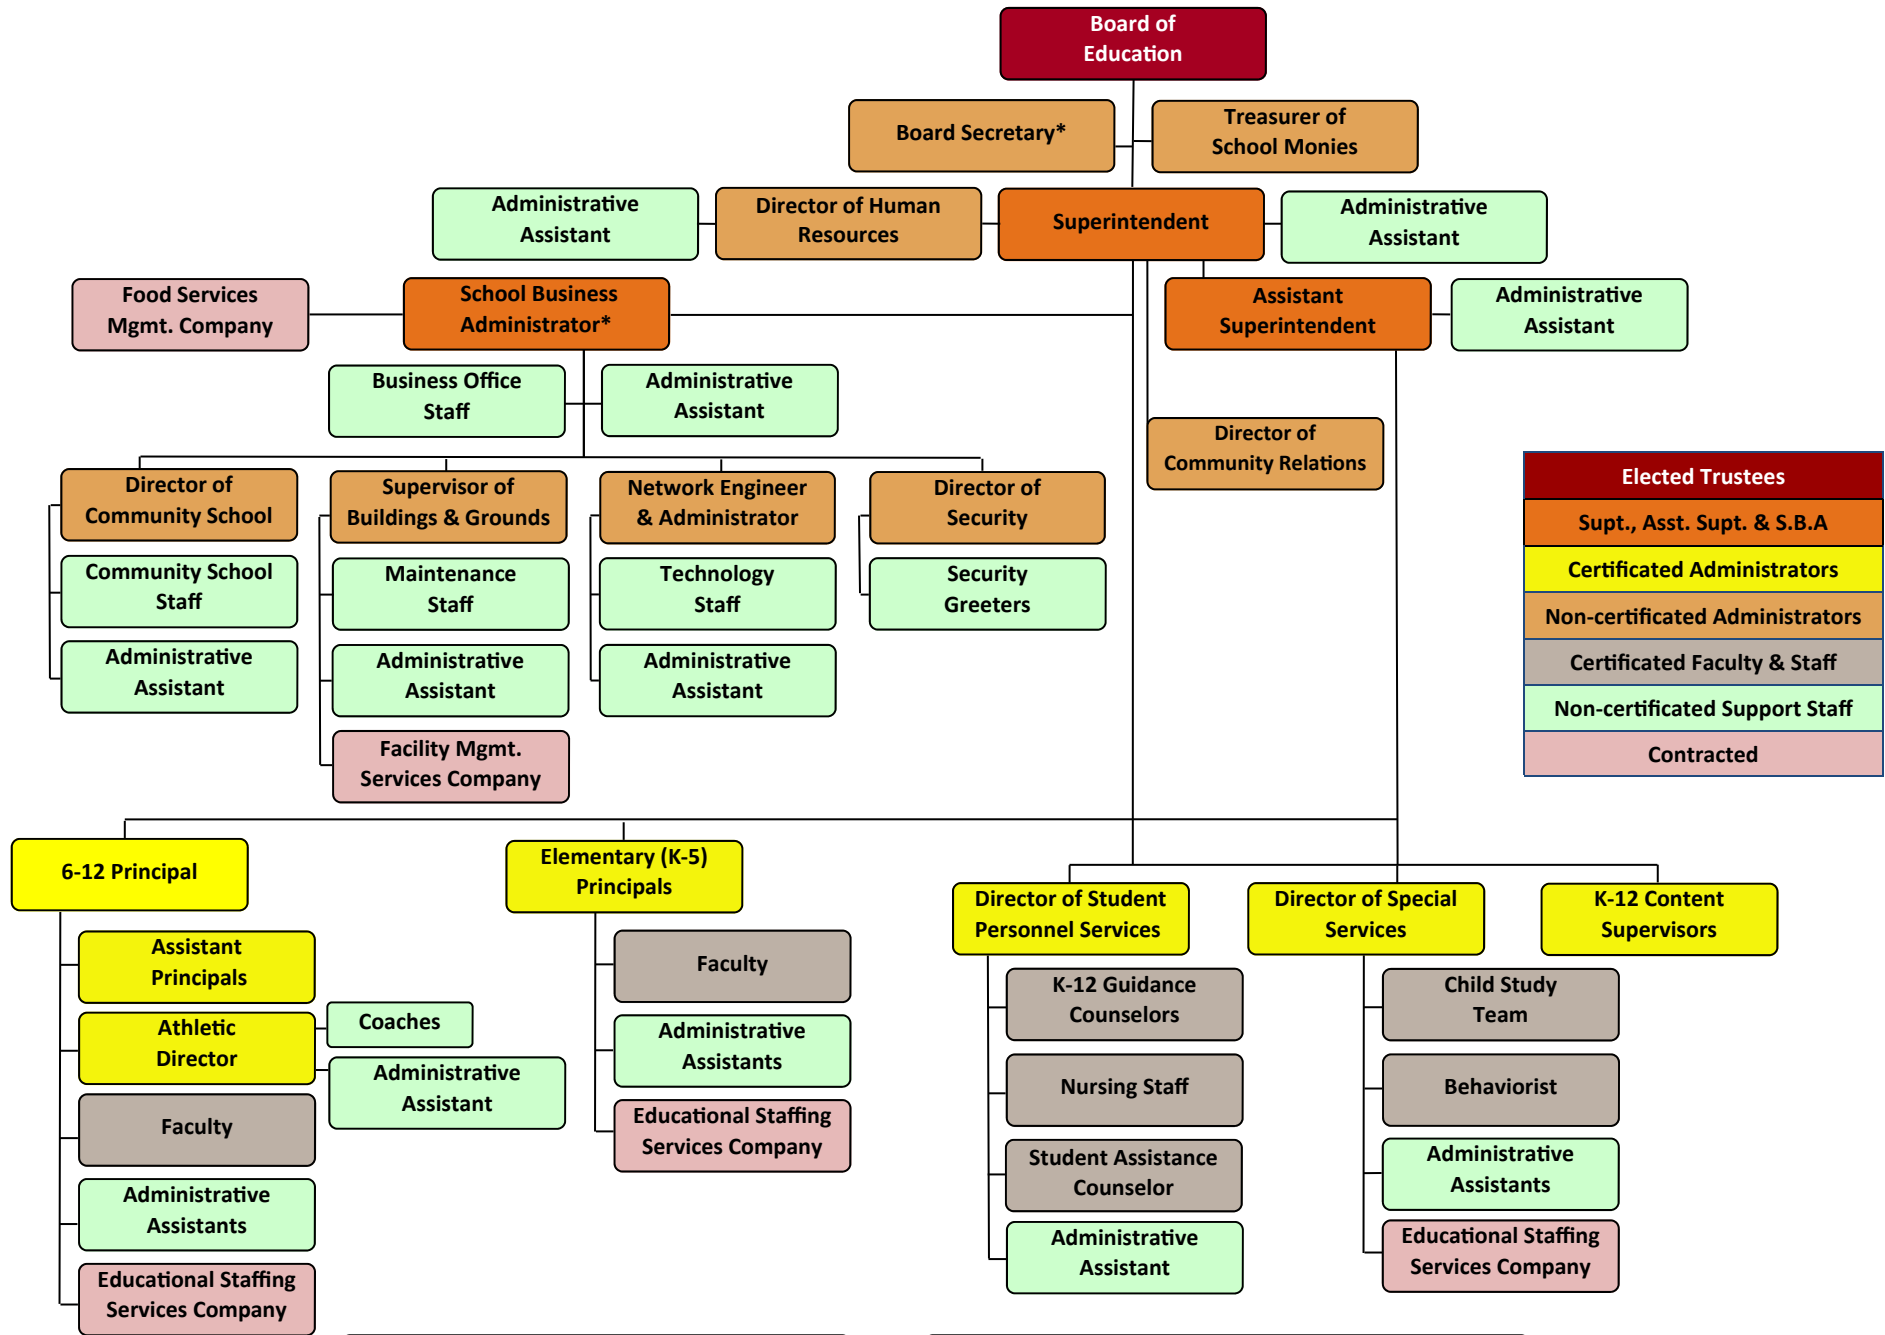 Board of
Education
Board Secretary*
Treasurer of
School Monies
Administrative
Assistant
Director of Human
Resources
Superintendent
Administrative
Assistant
Food Services
Mgmt. Company
School Business
Administrator*
Assistant
Superintendent
Administrative
Assistant
Business Office
Staff
Administrative
Assistant
Director of
Community Relations
Director of
Community School
Supervisor of
Buildings & Grounds
Network Engineer
& Administrator
Director of
Security
Community School
Staff
Maintenance
Staff
Technology
Staff
Security
Greeters
Administrative
Assistant
Administrative
Assistant
Administrative
Assistant
Facility Mgmt.
Services Company
Elected Trustees
Supt., Asst. Supt. & S.B.A
Certificated Administrators
Non-certificated Administrators
Certificated Faculty & Staff
Non-certificated Support Staff
Contracted
6-12 Principal
Assistant
Principals
Athletic
Director
Coaches
Administrative
Assistant
Faculty
Administrative
Assistants
Educational Staffing
Services Company
Elementary (K-5)
Principals
Faculty
Administrative
Assistants
Educational Staffing
Services Company
Director of Student
Personnel Services
K-12 Guidance
Counselors
Nursing Staff
Student Assistance
Counselor
Administrative
Assistant
Director of Special
Services
Child Study
Team
Behaviorist
Administrative
Assistants
Educational Staffing
Services Company
K-12 Content
Supervisors